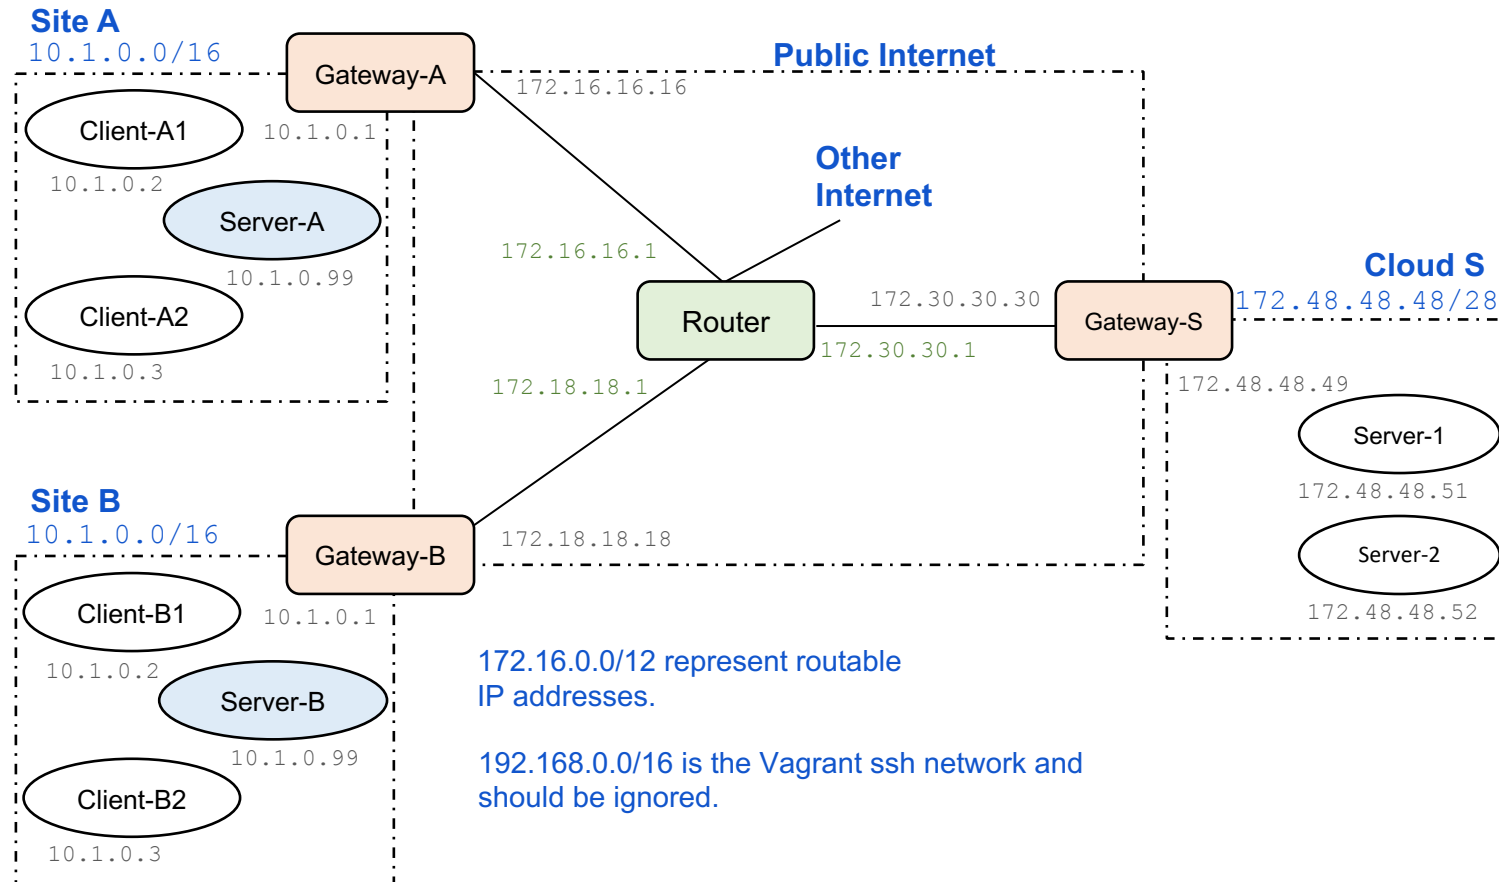 Site A
10.1.0.0/16
Gateway-A
Public Internet
172.16.16.16
Client-A1
10.1.0.1
10.1.0.2
Server-A
10.1.0.99
Client-A2
10.1.0.3
Other
Internet
172.16.16.1
Router
172.30.30.30
172.30.30.1
172.18.18.1
Gateway-S
Cloud S
172.48.48.48/28
172.48.48.49
Server-1
172.48.48.51
Server-2
172.48.48.52
Site B
10.1.0.0/16
Gateway-B
172.18.18.18
Client-B1
10.1.0.1
10.1.0.2
Server-B
10.1.0.99
Client-B2
10.1.0.3
172.16.0.0/12 represent routable
IP addresses.
192.168.0.0/16 is the Vagrant ssh network and
should be ignored.